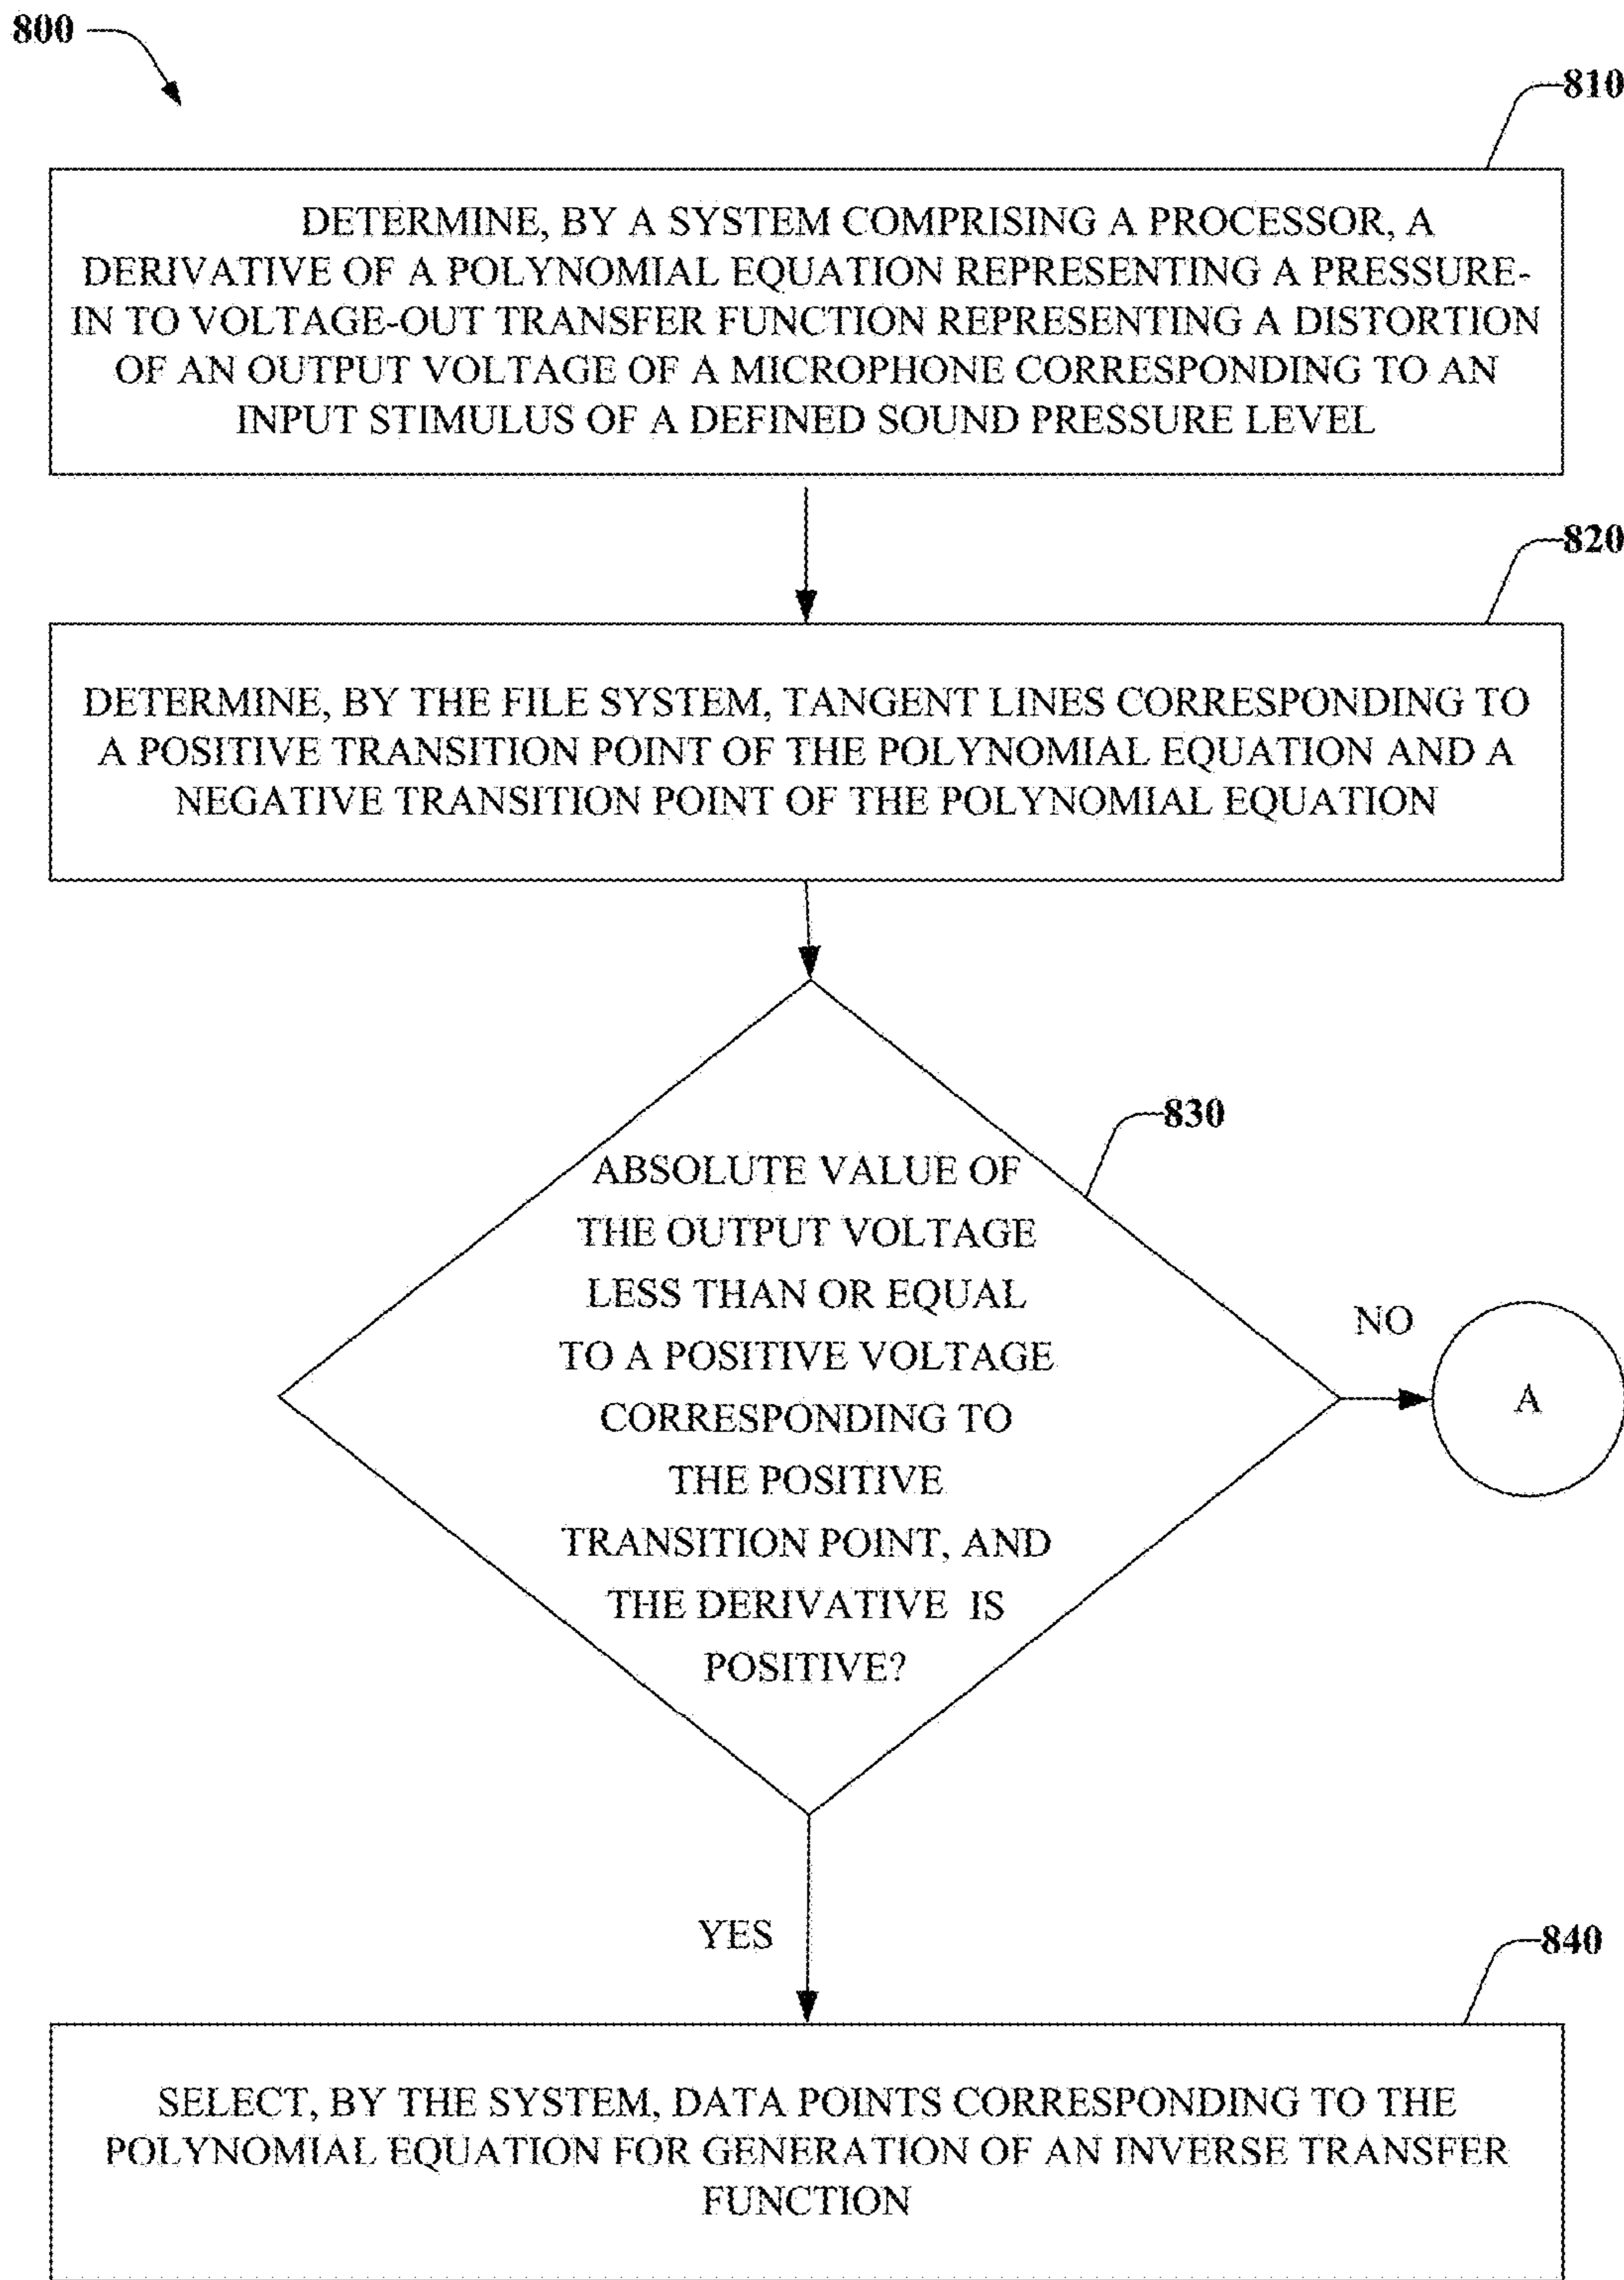 800
810
DETERMINE, BY A SYSTEM COMPRISING A PROCESSOR, A
DERIVATIVE OF A POLYNOMIAL EQUATION REPRESENTING A PRESSURE-
IN TO VOLTAGE-OUT TRANSFER FUNCTION REPRESENTING A DISTORTION
OF AN OUTPUT VOLTAGE OF A MICROPHONE CORRESPONDING TO AN
INPUT STIMULUS OF A DEFINED SOUND PRESSURE LEVEL
820
DETERMINE, BY THE FILE SYSTEM, TANGENT LINES CORRESPONDING TO
A POSITIVE TRANSITION POINT OF THE POLYNOMIAL EQUATION AND A
NEGATIVE TRANSITION POINT OF THE POLYNOMIAL EQUATION
830
ABSOLUTE VALUE OF
THE OUTPUT VOLTAGE
LESS THAN OR EQUAL
TO A POSITIVE VOLTAGE
CORRESPONDING TO
THE POSITIVE
TRANSITION POINT, AND
THE DERIVATIVE IS
POSITIVE?
NO
A
YES
840
SELECT, BY THE SYSTEM, DATA POINTS CORRESPONDING TO THE
POLYNOMIAL EQUATION FOR GENERATION OF AN INVERSE TRANSFER
FUNCTION